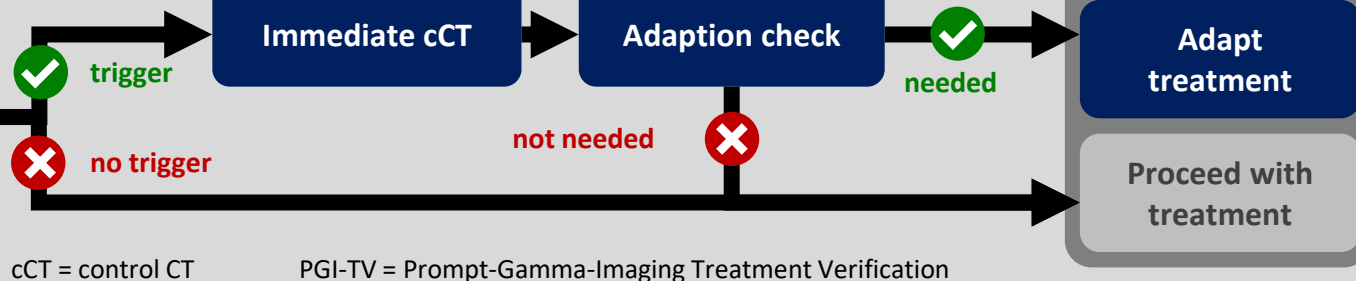 Immediate cCT
Adaption check
Adapt
treatment
trigger
needed
not needed
no trigger
Proceed with
treatment
cCT = control CT
PGI-TV = Prompt-Gamma-Imaging Treatment Verification